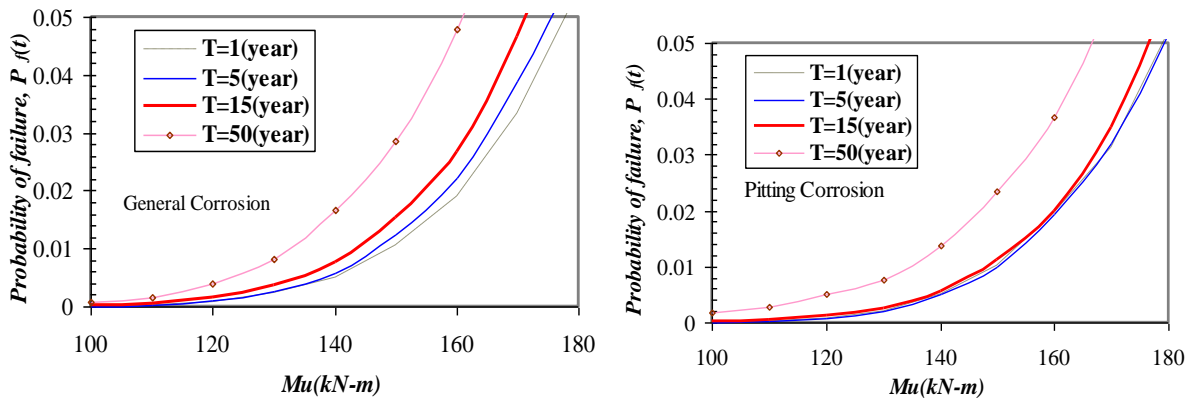 Probability of failure, P f(t)
0.05
0.04
0.03
0.02
0.01
0
T=1(year)
T=5(year)
T=15(year)
T=50(year)
General Corrosion
100 120 140 160 180
Mu(kN-m)
Probability of failure, P f(t)
0.05
0.04
0.03
0.02
0.01
0
T=1(year)
T=5(year)
T=15(year)
T=50(year)
Pitting Corrosion
100 120 140 160 180
Mu(kN-m)